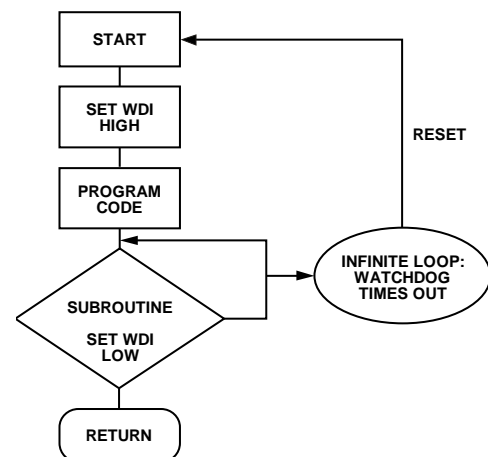 START
SET WDI
HIGH
RESET
PROGRAM
CODE
INFINITE LOOP:
WATCHDOG
TIMES OUT
SUBROUTINE
SET WDI
LOW
RETURN